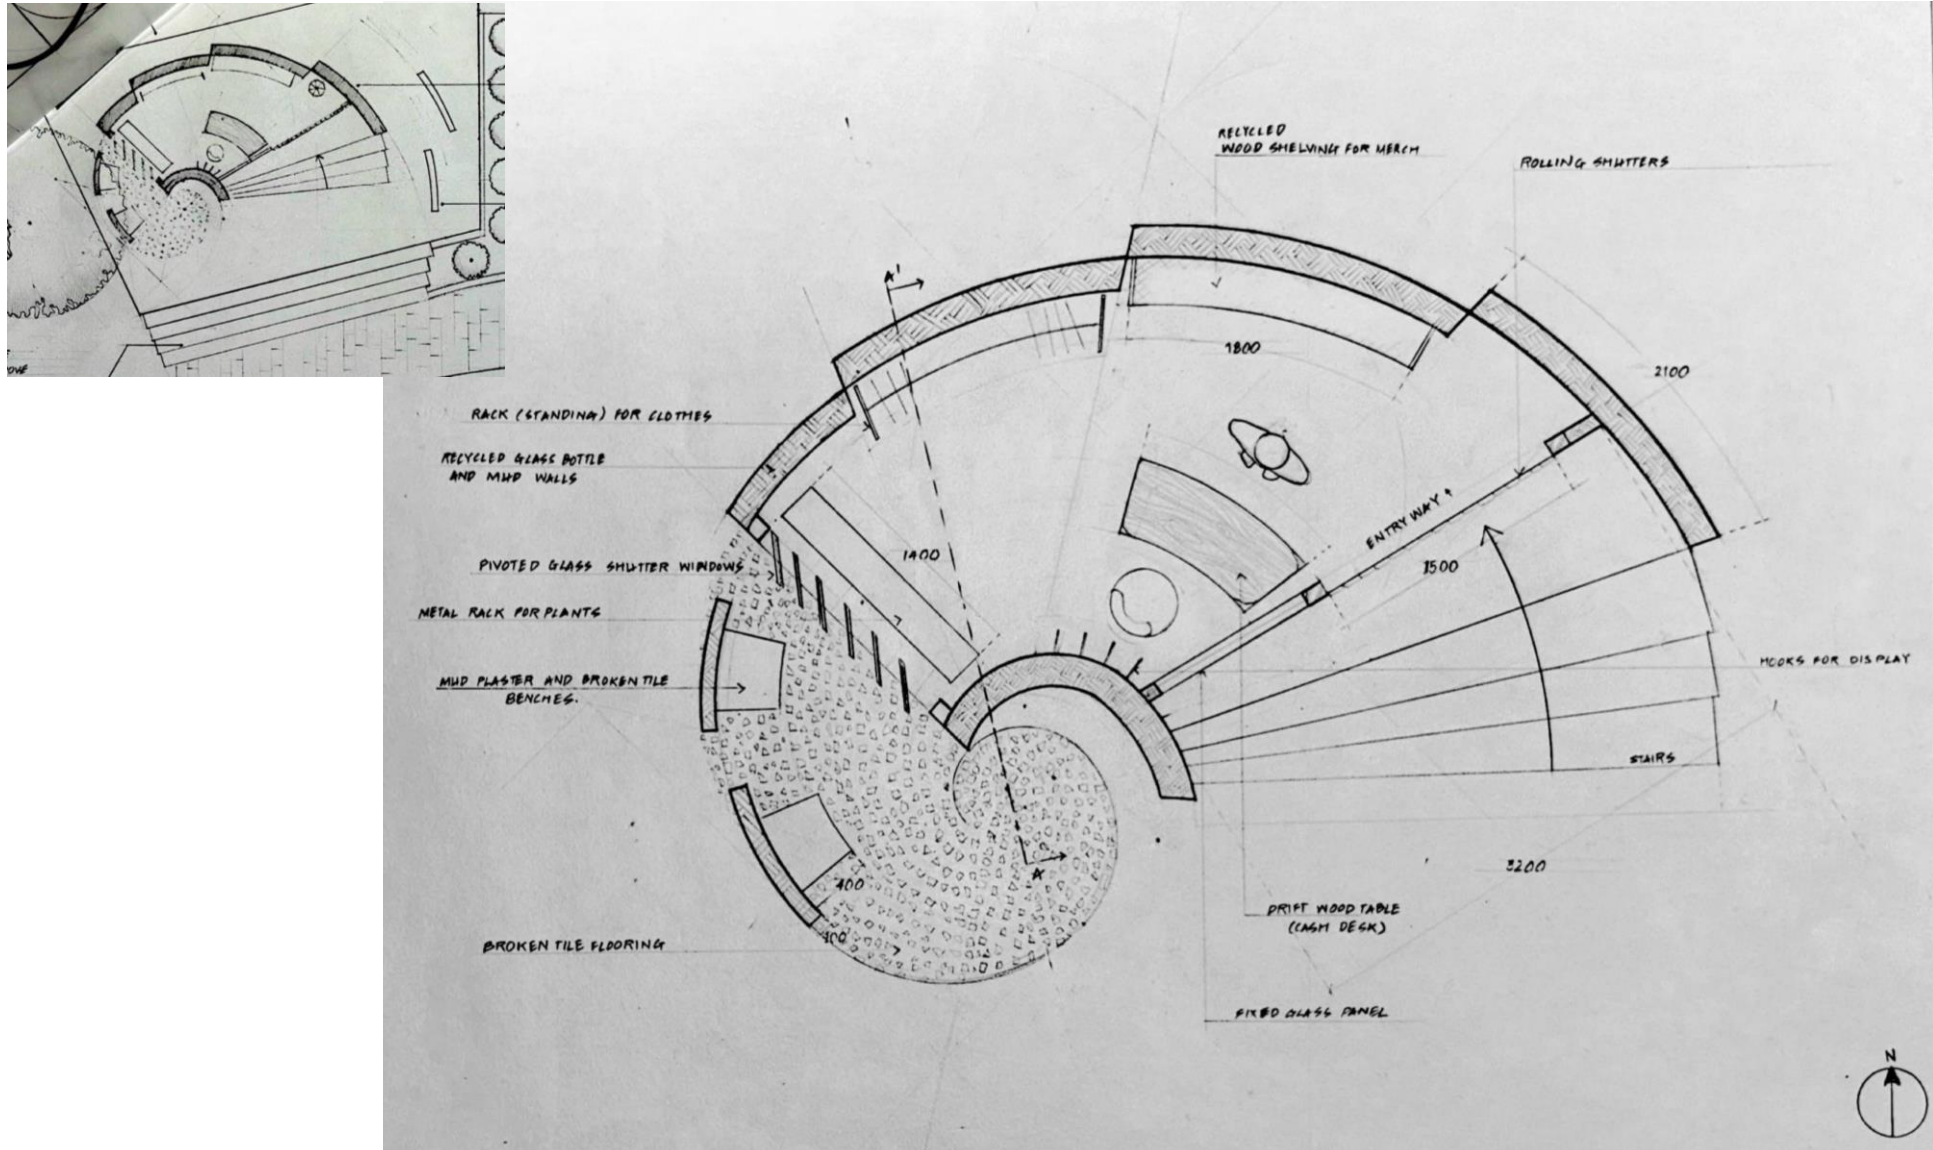 RECYCLED
WOOD SHELVING FOR MERCH
ROLLING SHUTTERS
A'
1800
2100
RACK (STANDING) FOR CLOTHES
RECYCLED GLASS BOTTLE
AND MUD WALLS
ENTRY WAY
1400
1500
PIVOTED GLASS SHUTTER WINDOWS
METAL RACK FOR PLANTS
HOOKS FOR DISPLAY
MUD PLASTER AND BROKEN TILE
BENCHES.
STAIRS
A
3200
400
100
DRIFT WOOD TABLE
(CASH DESK)
BROKEN TILE FLOORING
FIXED GLASS PANEL
N